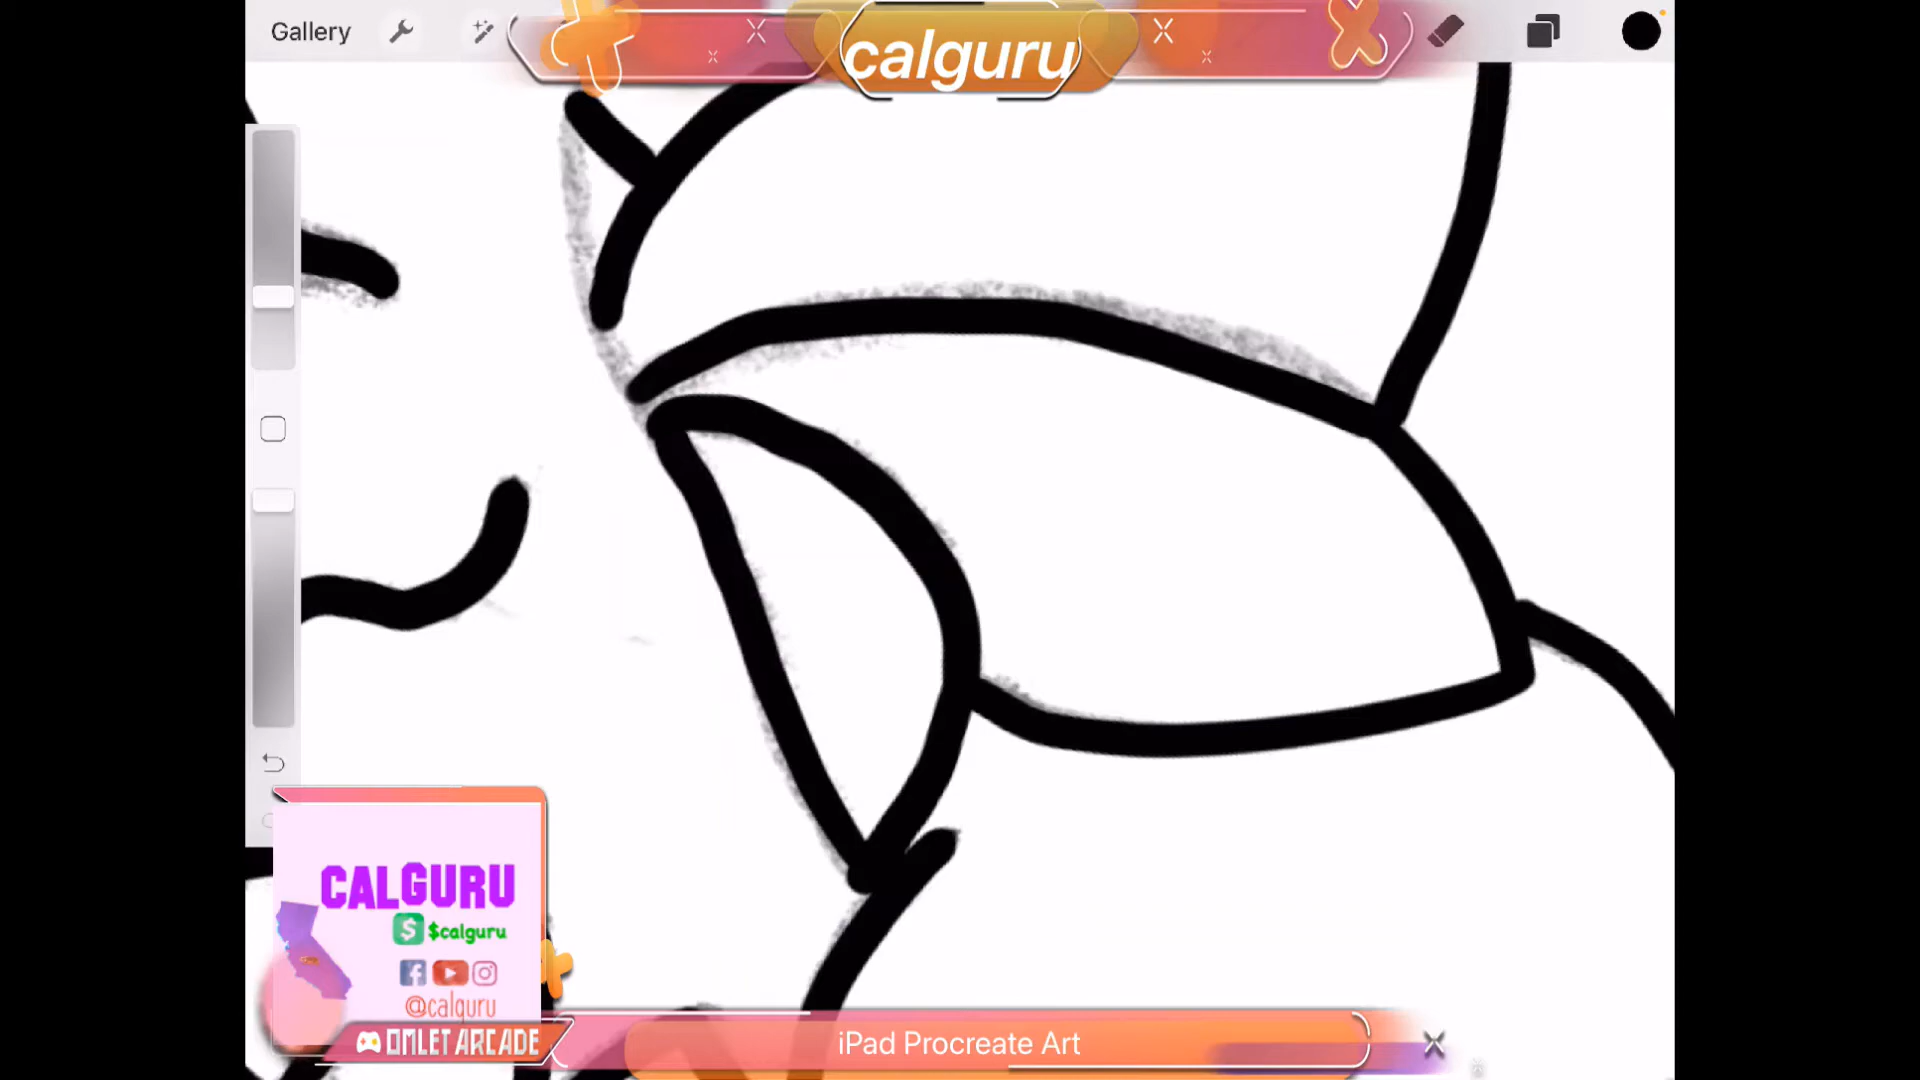 Gallery
calguru
CALGURU
$ $calguru
@calguru
OMLET ARCADE
iPad Procreate Art